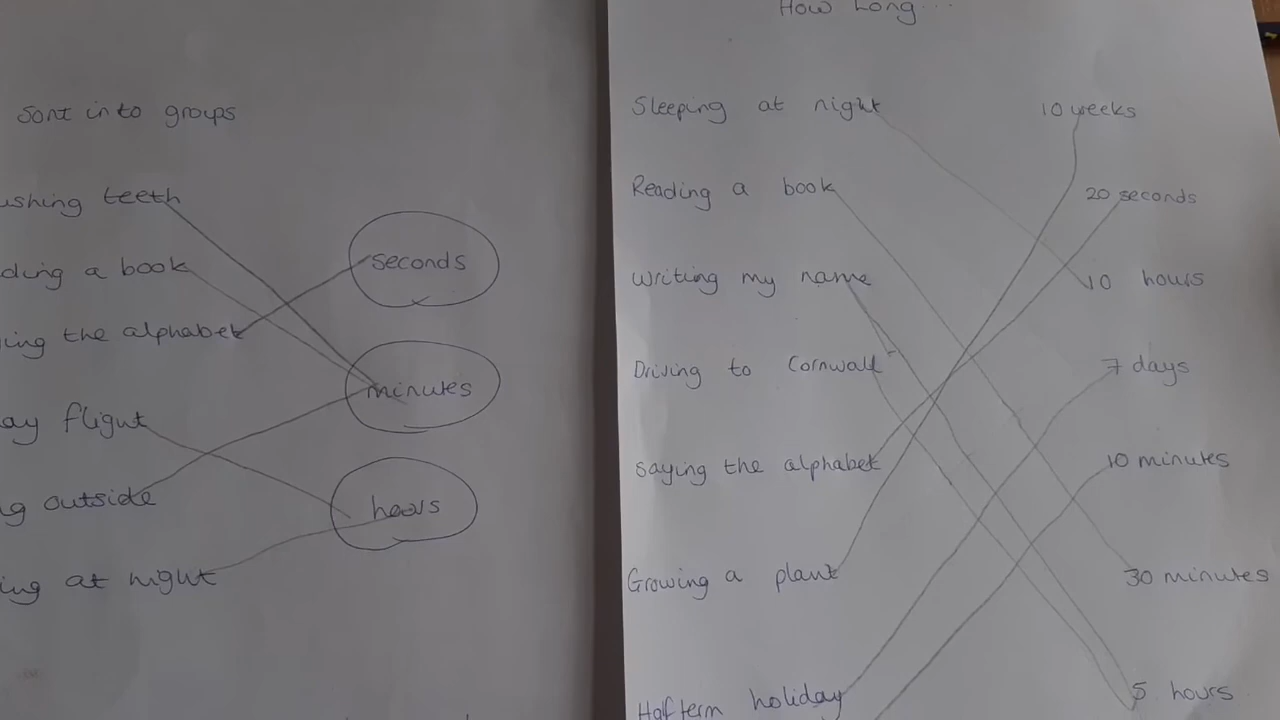 Sort into groups
ushing teeth
ding a book
ing the alphabet
ay flight
g outside
ing at night
seconds
minutes
hours
How Long...
Sleeping at night
Reading a book
Writing my name
Driving to Cornwall
Saying the alphabet
Growing a plant
Half term holiday
10 weeks
20 seconds
10 hours
7 days
10 minutes
30 minutes
5 hours